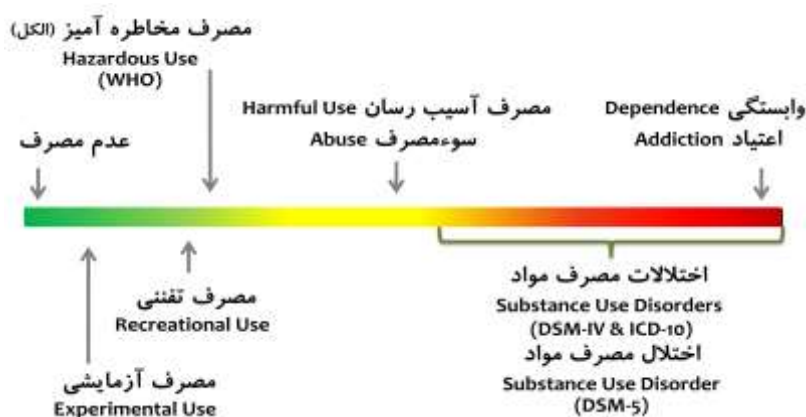 مصرف مخاطره آمیز (الکل)
Hazardous Use
(WHO)
مصرف آسیب رسان Harmful Use
سوءمصرف Abuse
وابستگی Dependence
اعتیاد Addiction
عدم مصرف
مصرف تفننی
Recreational Use
مصرف آزمایشی
Experimental Use
اختلالات مصرف مواد
Substance Use Disorders
(DSM-IV & ICD-10)
اختلال مصرف مواد
Substance Use Disorder
(DSM-5)